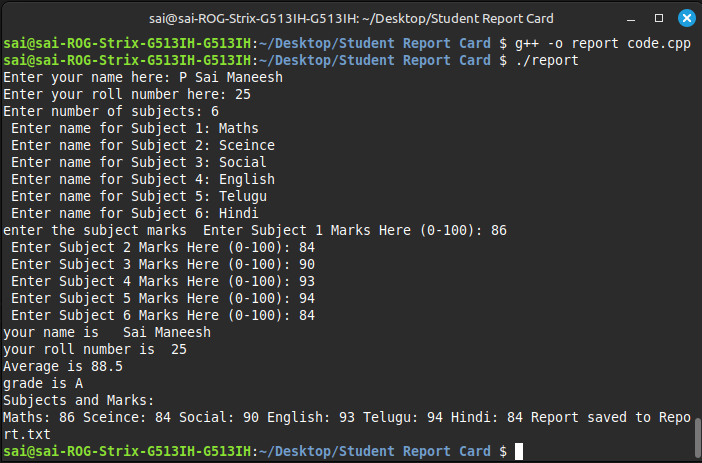 sai@sai-ROG-Strix-G513IH-G513IH: ~/Desktop/Student Report Card
sai@sai-ROG-Strix-G513IH-G513IH:~/Desktop/Student Report Card $ g++ -o report code.cpp
sai@sai-ROG-Strix-G513IH-G513IH:~/Desktop/Student Report Card $ ./report
Enter your name here: P Sai Maneesh
Enter your roll number here: 25
Enter number of subjects: 6
 Enter name for Subject 1: Maths
 Enter name for Subject 2: Sceince
 Enter name for Subject 3: Social
 Enter name for Subject 4: English
 Enter name for Subject 5: Telugu
 Enter name for Subject 6: Hindi
enter the subject marks  Enter Subject 1 Marks Here (0-100): 86
 Enter Subject 2 Marks Here (0-100): 84
 Enter Subject 3 Marks Here (0-100): 90
 Enter Subject 4 Marks Here (0-100): 93
 Enter Subject 5 Marks Here (0-100): 94
 Enter Subject 6 Marks Here (0-100): 84
your name is   Sai Maneesh
your roll number is  25
Average is 88.5
grade is A
Subjects and Marks:
Maths: 86 Sceince: 84 Social: 90 English: 93 Telugu: 94 Hindi: 84 Report saved to Repo
rt.txt
sai@sai-ROG-Strix-G513IH-G513IH:~/Desktop/Student Report Card $